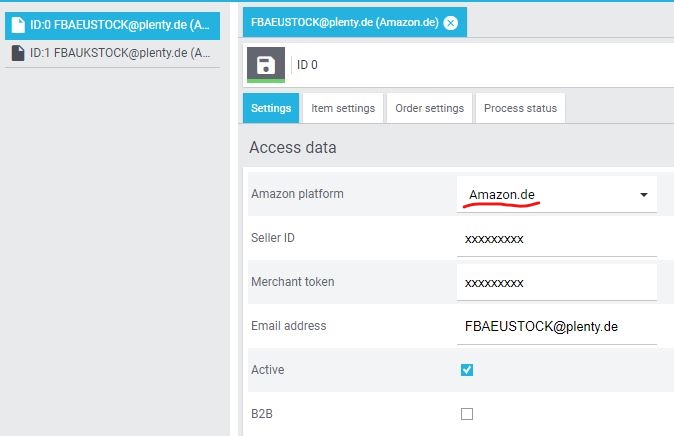 ID:0 FBAEUSTOCK@plenty.de (A...
ID:1 FBAUKSTOCK@plenty.de (A...
FBAEUSTOCK@plenty.de (Amazon.de)
ID 0
Settings Item settings Order settings Process status
Access data
Amazon platform Amazon.de
Seller ID xxxxxxxxx
Merchant token xxxxxxxxx
Email address FBAEUSTOCK@plenty.de
Active
B2B